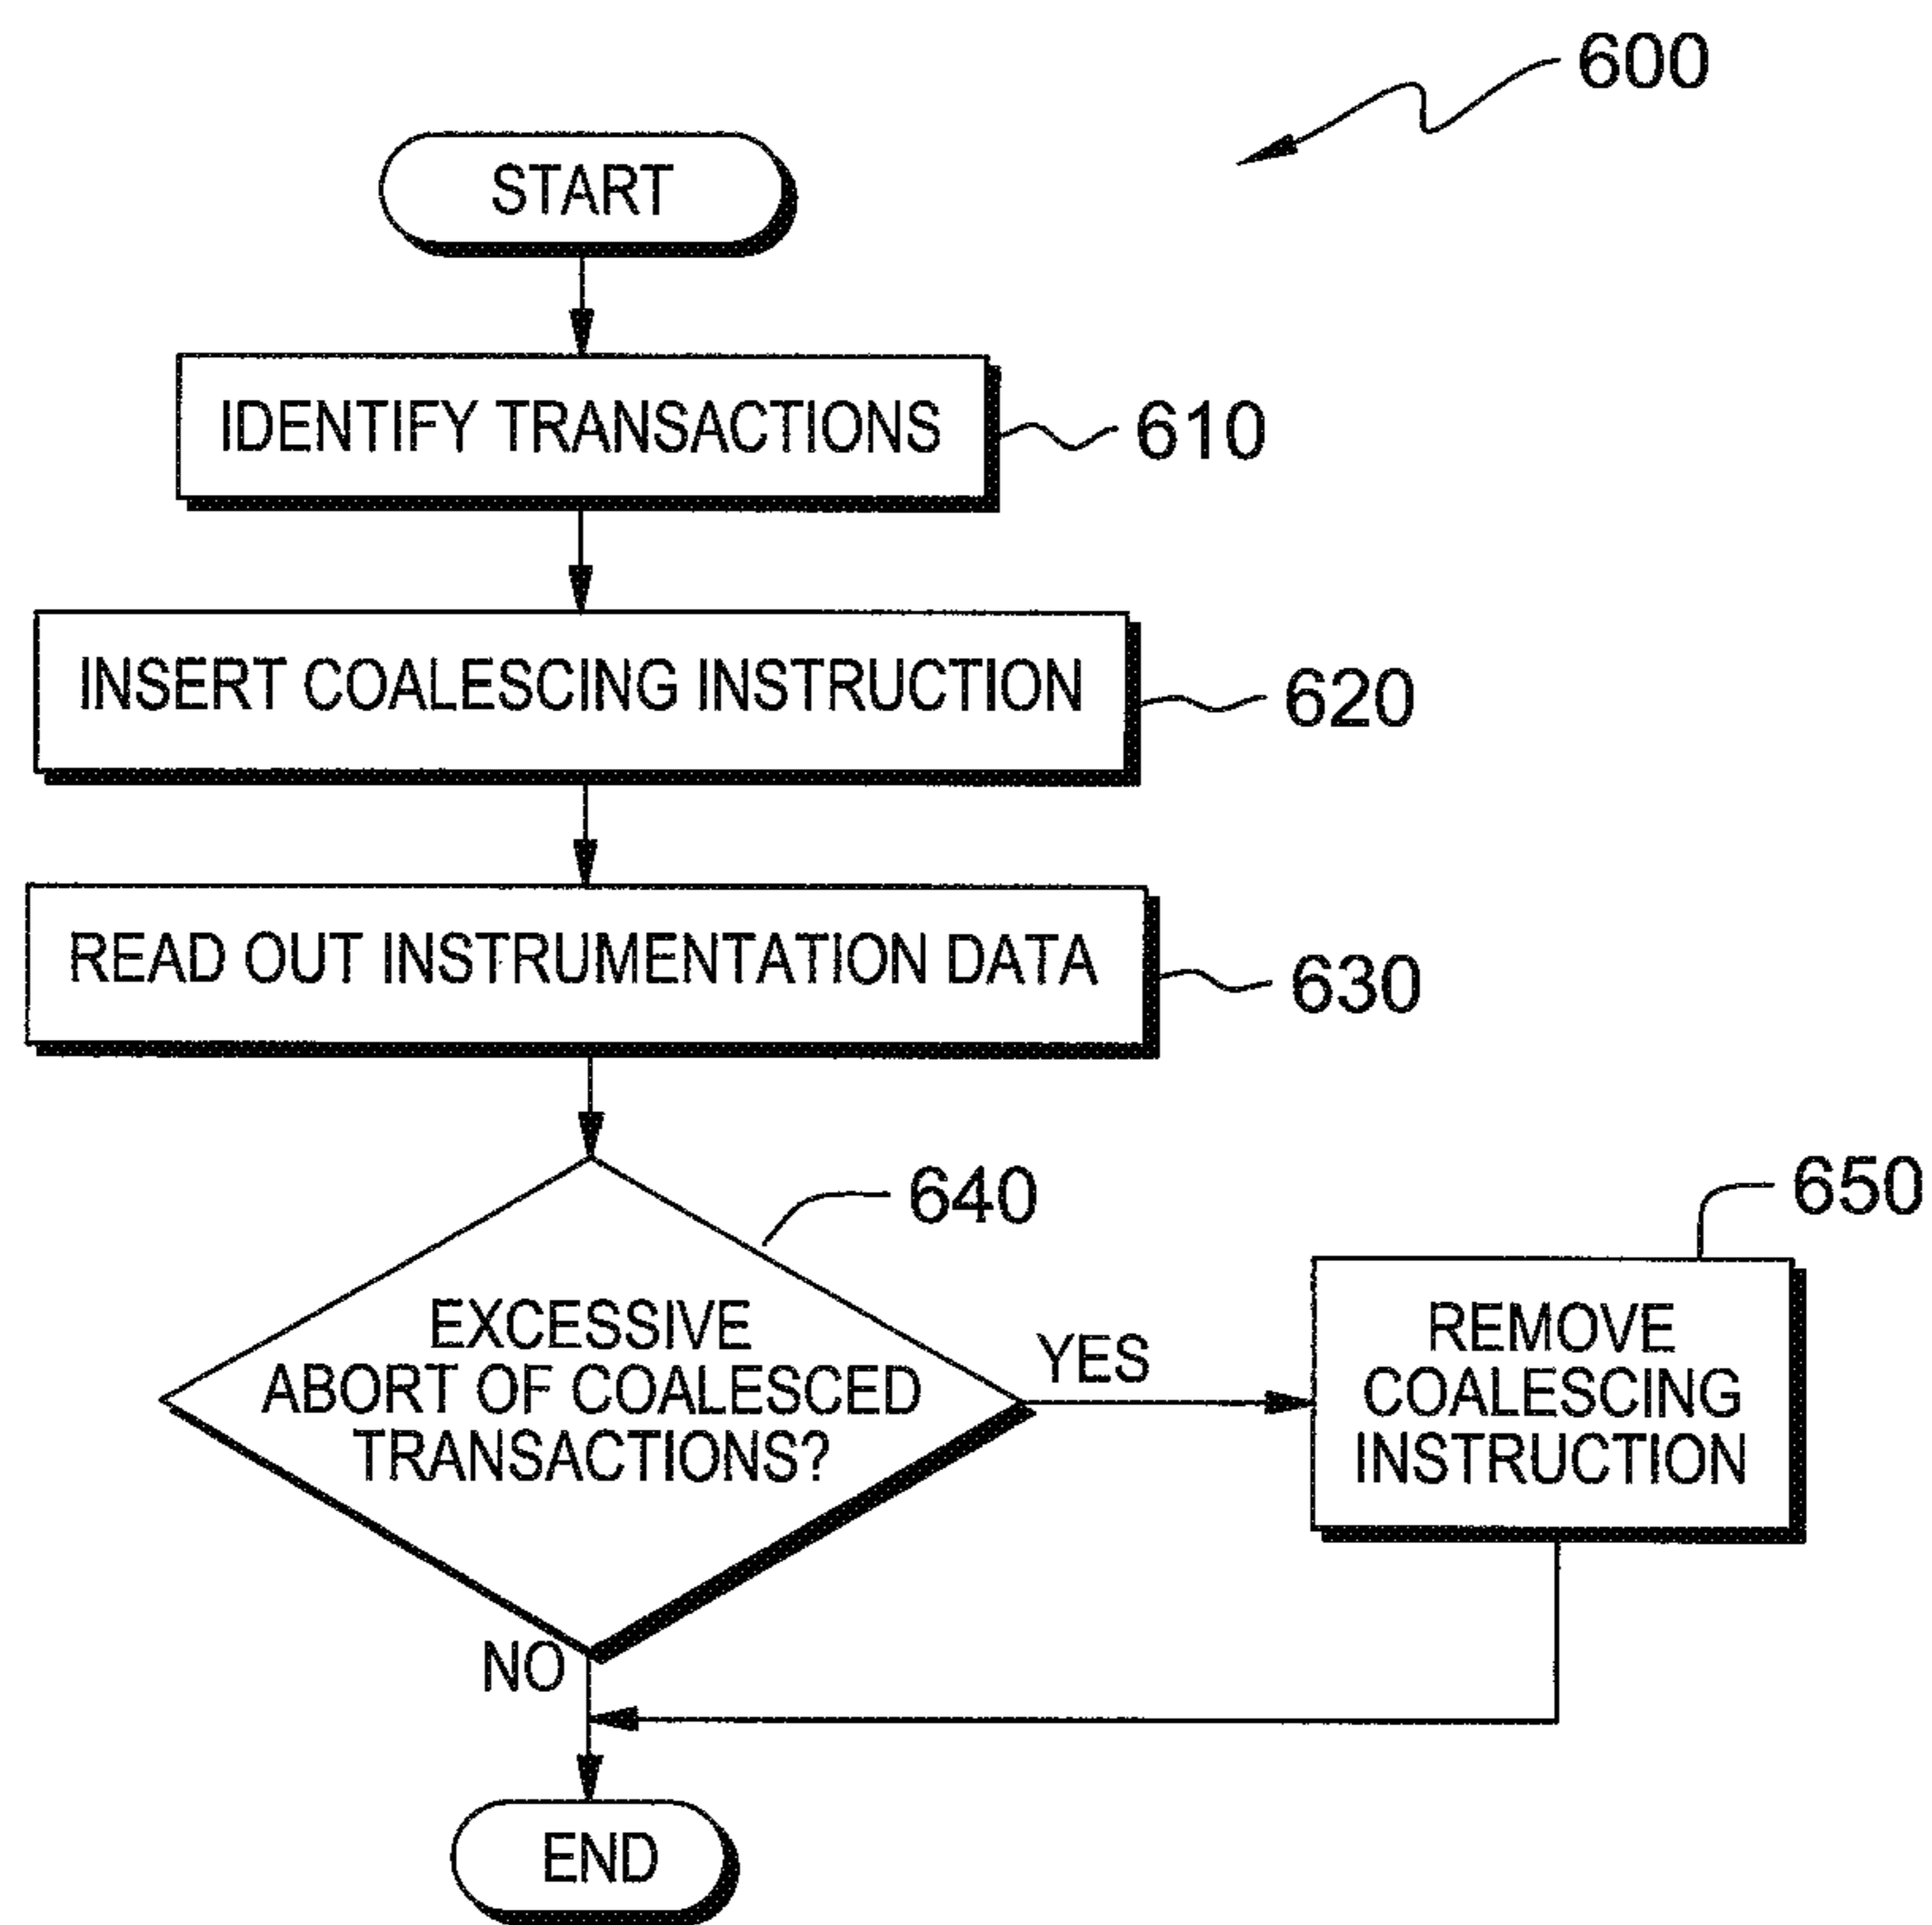 600
START
IDENTIFY TRANSACTIONS
610
INSERT COALESCING INSTRUCTION
620
READ OUT INSTRUMENTATION DATA
630
640
EXCESSIVE
ABORT OF COALESCED
TRANSACTIONS?
YES
650
REMOVE
COALESCING
INSTRUCTION
NO
END